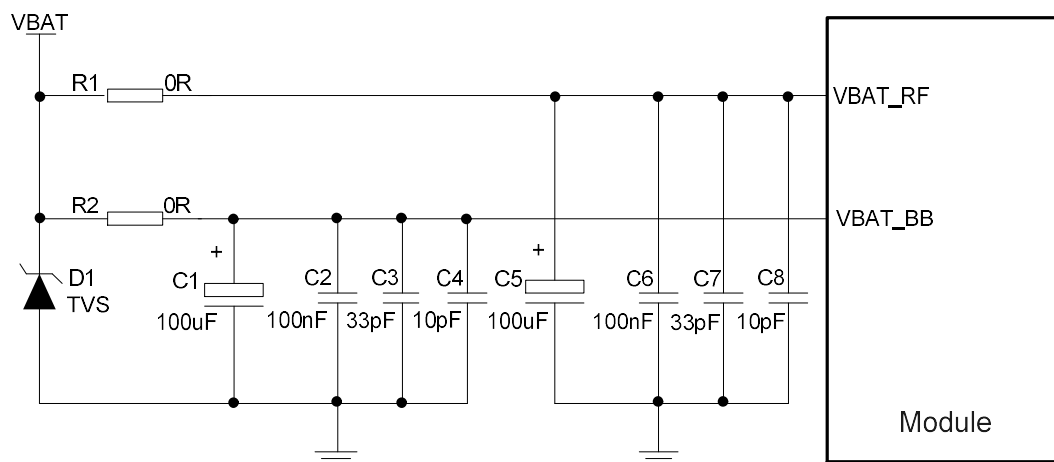 VBAT
R1 0R
VBAT_RF
R2 0R
VBAT_BB
+
+
D1
TVS
C1
100uF
C2
100nF
C3
33pF
C4
10pF
C5
100uF
C6
100nF
C7
33pF
C8
10pF
Module